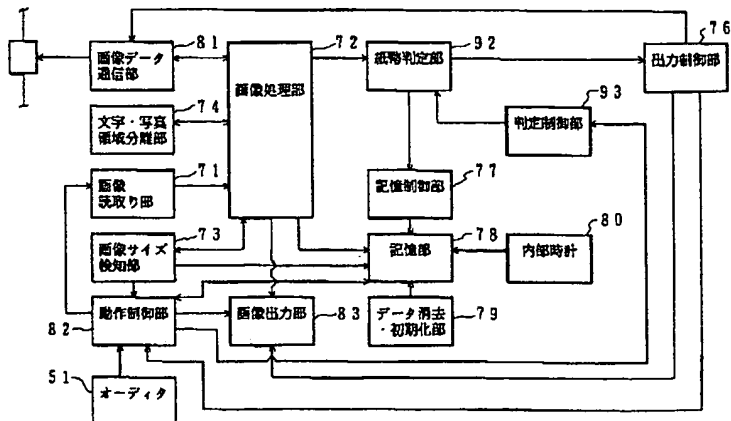 画像データ
通信部
81
画像処理部
72
紙幣判定部
92
出力制御部
76
文字・写真
領域分離部
74
判定制御部
93
画像
読取り部
71
記憶制御部
77
画像サイズ
検知部
73
記憶部
78
内部時計
80
動作制御部
82
画像出力部
83
データ消去
・初期化部
79
オーディタ
51